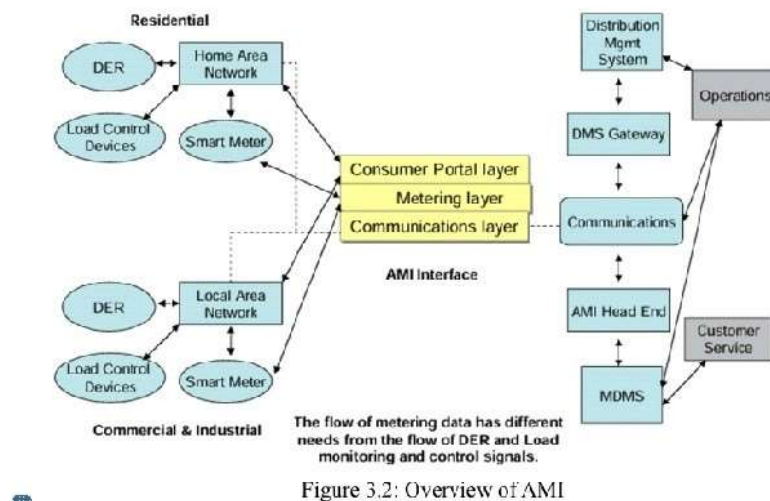 Residential
DER
Home Area
Network
Load Control
Devices
Smart Meter
Consumer Portal layer
Metering layer
Communications layer
AMI Interface
DER
Local Area
Network
Load Control
Devices
Smart Meter
Commercial & Industrial
Distribution
Mgmt
System
Operations
DMS Gateway
Communications
AMI Head End
Customer
Service
MDMS
The flow of metering data has different
needs from the flow of DER and Load
monitoring and control signals.
Figure 3.2: Overview of AMI